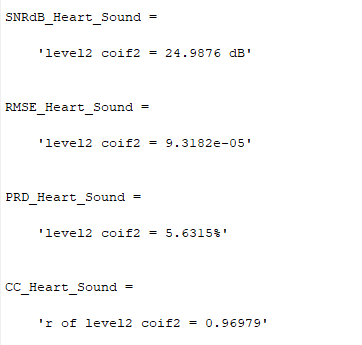 SNRdB_Heart_Sound =
'level2 coif2 = 24.9876 dB'
RMSE_Heart_Sound =
'level2 coif2 = 9.3182e-05'
PRD_Heart_Sound =
'level2 coif2 = 5.6315%'
CC_Heart_Sound =
'r of level2 coif2 = 0.96979'